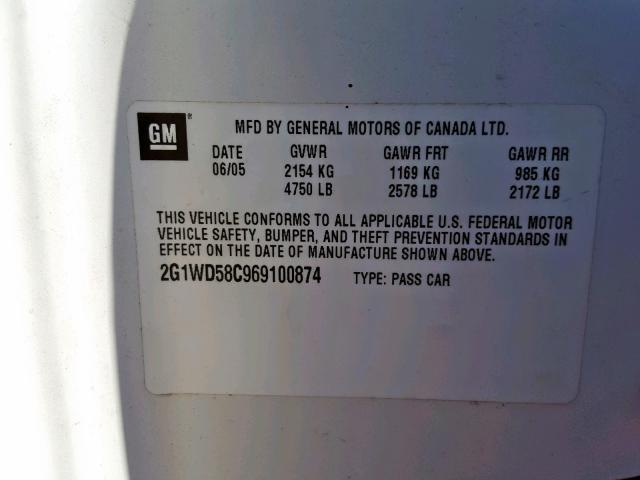 GM ®
MFD BY GENERAL MOTORS OF CANADA LTD.
DATE GVWR GAWR FRT GAWR RR
06/05 2154 KG 1169 KG 985 KG
4750 LB 2578 LB 2172 LB
THIS VEHICLE CONFORMS TO ALL APPLICABLE U.S. FEDERAL MOTOR
VEHICLE SAFETY, BUMPER, AND THEFT PREVENTION STANDARDS IN
EFFECT ON THE DATE OF MANUFACTURE SHOWN ABOVE.
2G1WD58C969100874 TYPE: PASS CAR